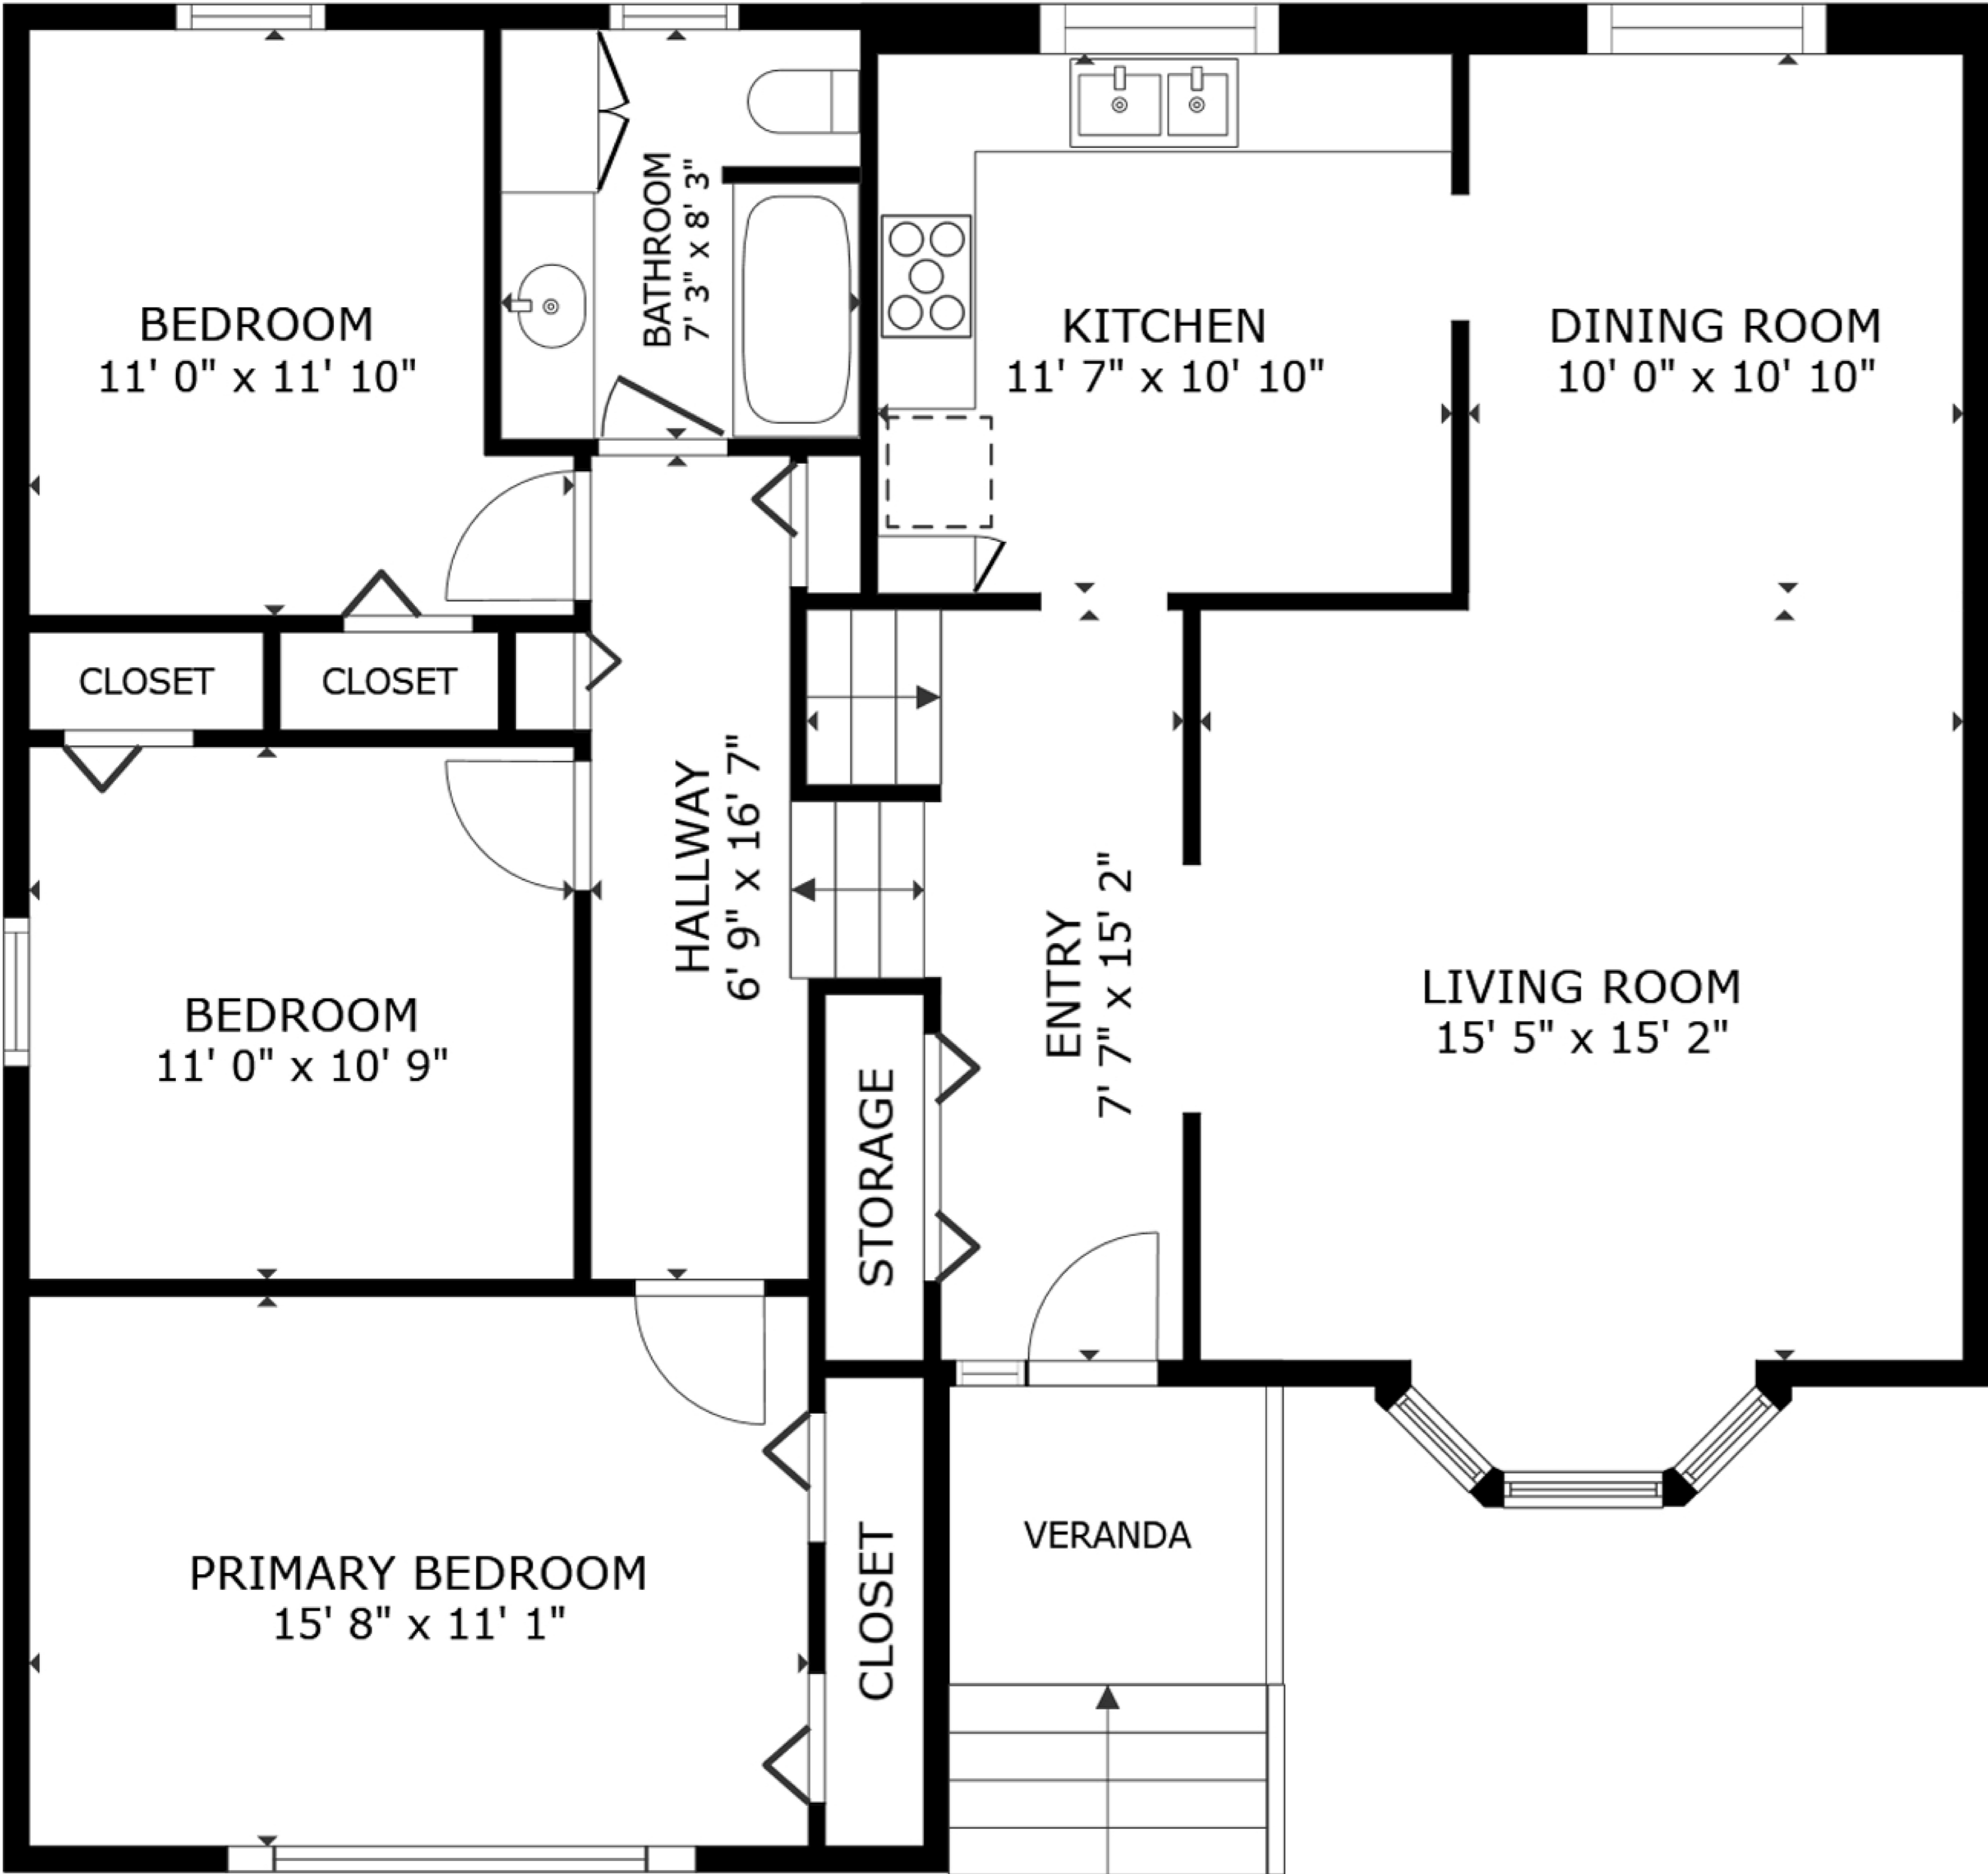 BEDROOM
11' 0" x 11' 10"
BATHROOM
7' 3" x 8' 3"
KITCHEN
11' 7" x 10' 10"
DINING ROOM
10' 0" x 10' 10"
CLOSET
CLOSET
HALLWAY
6' 9" x 16' 7"
ENTRY
7' 7" x 15' 2"
LIVING ROOM
15' 5" x 15' 2"
BEDROOM
11' 0" x 10' 9"
STORAGE
PRIMARY BEDROOM
15' 8" x 11' 1"
CLOSET
VERANDA